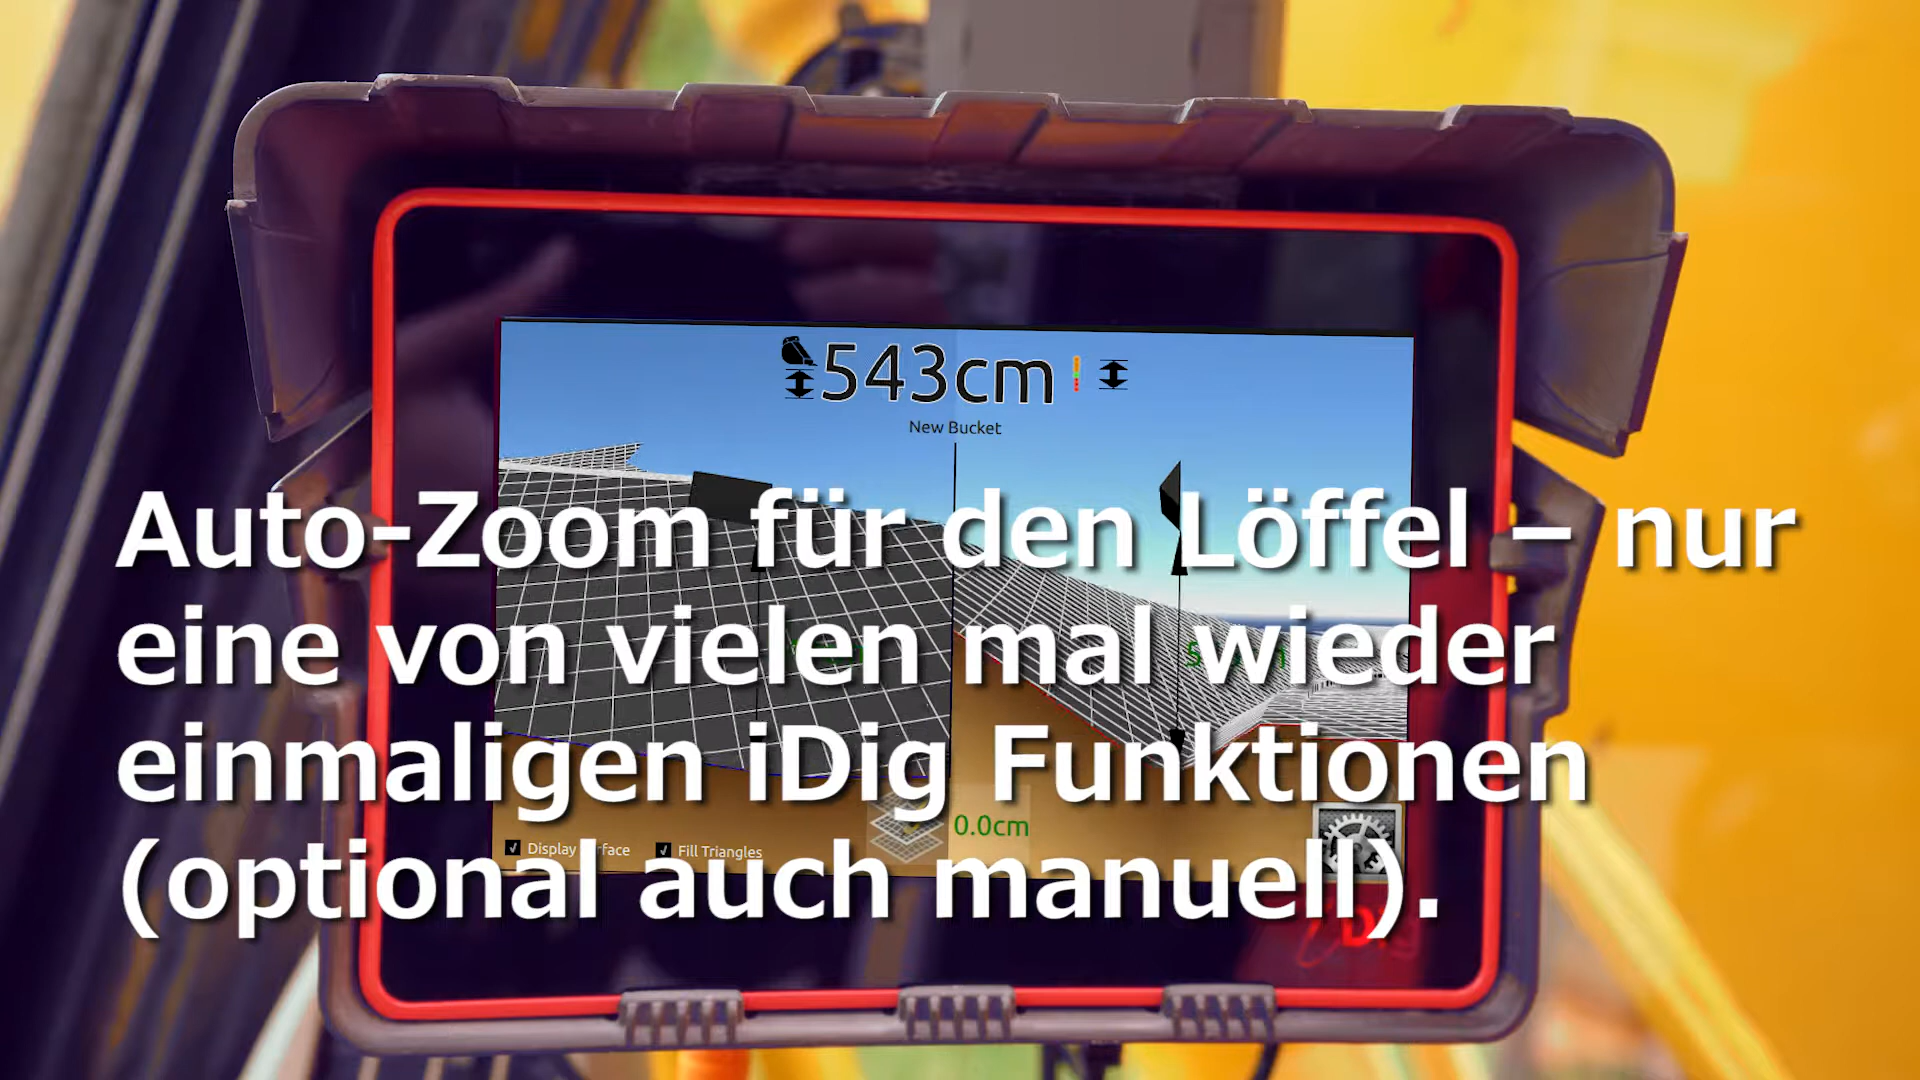 543cm
New Bucket
Auto-Zoom für den Löffel – nur
eine von vielen mal wieder
einmaligen iDig Funktionen
(optional auch manuell).
0.0cm
Display
Fill Triangles